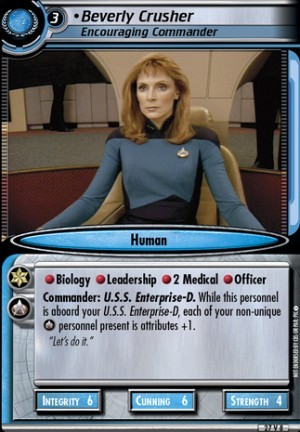 3
•Beverly Crusher
Encouraging Commander
Human
Biology Leadership 2 Medical Officer
Commander: U.S.S. Enterprise-D. While this personnel
is aboard your U.S.S. Enterprise-D, each of your non-unique
personnel present is attributes +1.
"Let's do it."
INTEGRITY 6 CUNNING 6 STRENGTH 4
27 V 8